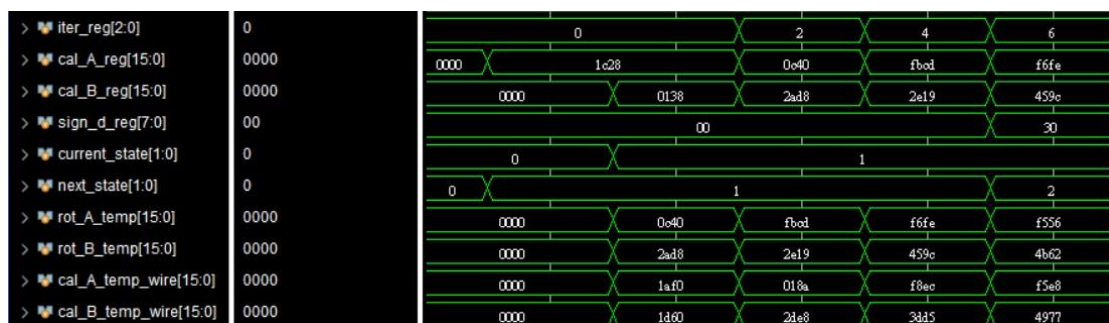 iter_reg[2:0] 0 0 2 4 6
cal_A_reg[15:0] 0000 0000 1c28 0c40 fbcd f6fe
cal_B_reg[15:0] 0000 0000 0138 2ad8 2e19 459c
sign_d_reg[7:0] 00 00 30
current_state[1:0] 0 0 1
next_state[1:0] 0 0 1 2
rot_A_temp[15:0] 0000 0000 0c40 fbcd f6fe f556
rot_B_temp[15:0] 0000 0000 2ad8 2e19 459c 4b62
cal_A_temp_wire[15:0] 0000 0000 1af0 018a f8ec f5e8
cal_B_temp_wire[15:0] 0000 0000 1d60 2de8 3dd5 4977